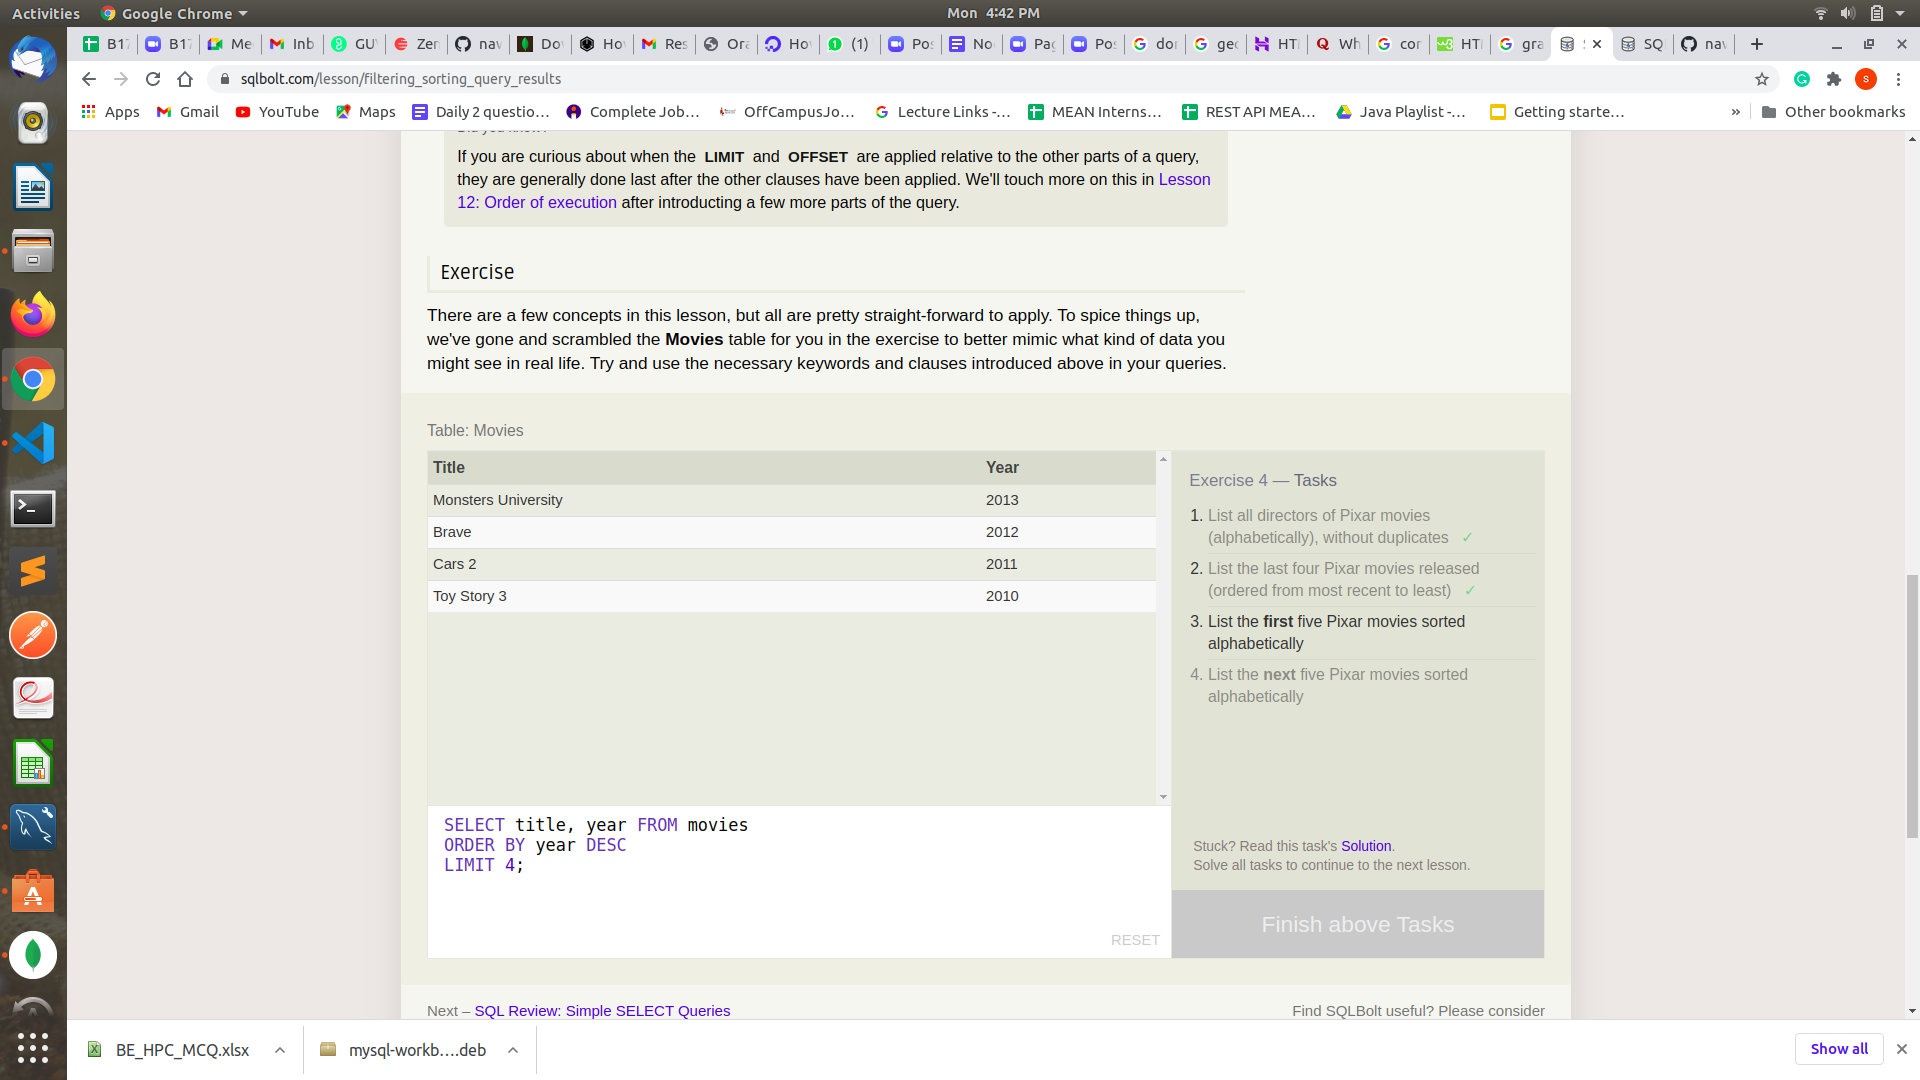 Activities Google Chrome Mon 4:42 PM
B17 B17 Me Inb GU Zen nav Do Ho Res Ora Ho (1) Pos No Pag Pos dor geo HTI Wh cor HTI gra SQ nav
sqlbolt.com/lesson/filtering_sorting_query_results
Apps Gmail YouTube Maps Daily 2 questio... Complete Job... OffCampusJo... Lecture Links -... MEAN Interns... REST API MEA... Java Playlist -... Getting starte... » Other bookmarks
If you are curious about when the LIMIT and OFFSET are applied relative to the other parts of a query,
they are generally done last after the other clauses have been applied. We'll touch more on this in Lesson
12: Order of execution after introducting a few more parts of the query.
Exercise
There are a few concepts in this lesson, but all are pretty straight-forward to apply. To spice things up,
we've gone and scrambled the Movies table for you in the exercise to better mimic what kind of data you
might see in real life. Try and use the necessary keywords and clauses introduced above in your queries.
Table: Movies
Title Year
Monsters University 2013
Brave 2012
Cars 2 2011
Toy Story 3 2010
SELECT title, year FROM movies
ORDER BY year DESC
LIMIT 4;
RESET
Exercise 4 — Tasks
1. List all directors of Pixar movies
(alphabetically), without duplicates ✓
2. List the last four Pixar movies released
(ordered from most recent to least) ✓
3. List the first five Pixar movies sorted
alphabetically
4. List the next five Pixar movies sorted
alphabetically
Stuck? Read this task's Solution.
Solve all tasks to continue to the next lesson.
Finish above Tasks
Next – SQL Review: Simple SELECT Queries
Find SQLBolt useful? Please consider
BE_HPC_MCQ.xlsx mysql-workb....deb Show all